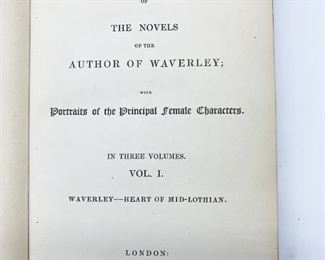 OF
THE NOVELS
OF THE
AUTHOR OF WAVERLEY;
WITH
Portraits of the Principal Female Characters.
IN THREE VOLUMES.
VOL. I.
WAVERLEY—HEART OF MID-LOTHIAN.
LONDON: